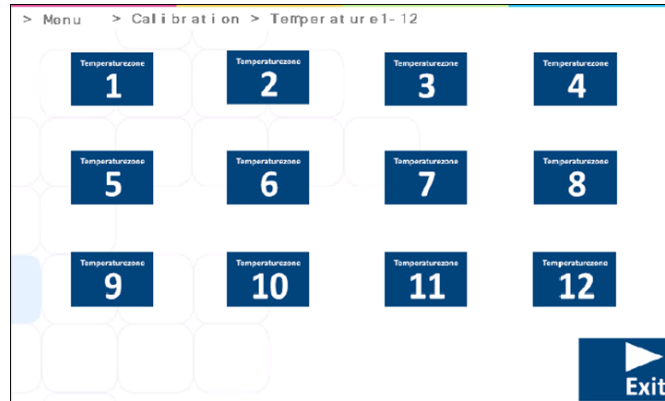 > Menu > Calibration > Temperature1-12
Temperaturezone
1
Temperaturezone
2
Temperaturezone
3
Temperaturezone
4
Temperaturezone
5
Temperaturezone
6
Temperaturezone
7
Temperaturezone
8
Temperaturezone
9
Temperaturezone
10
Temperaturezone
11
Temperaturezone
12
Exit